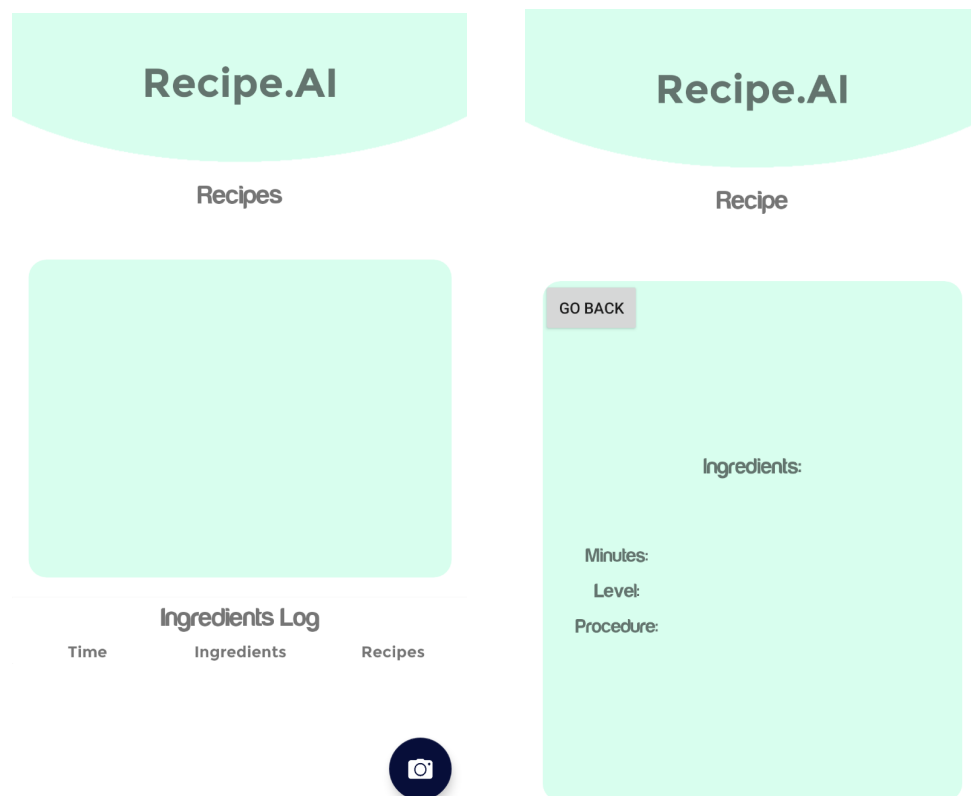 Recipe.AI
Recipes
Ingredients Log
Time Ingredients Recipes
Recipe.AI
Recipe
GO BACK
Ingredients:
Minutes:
Level:
Procedure: